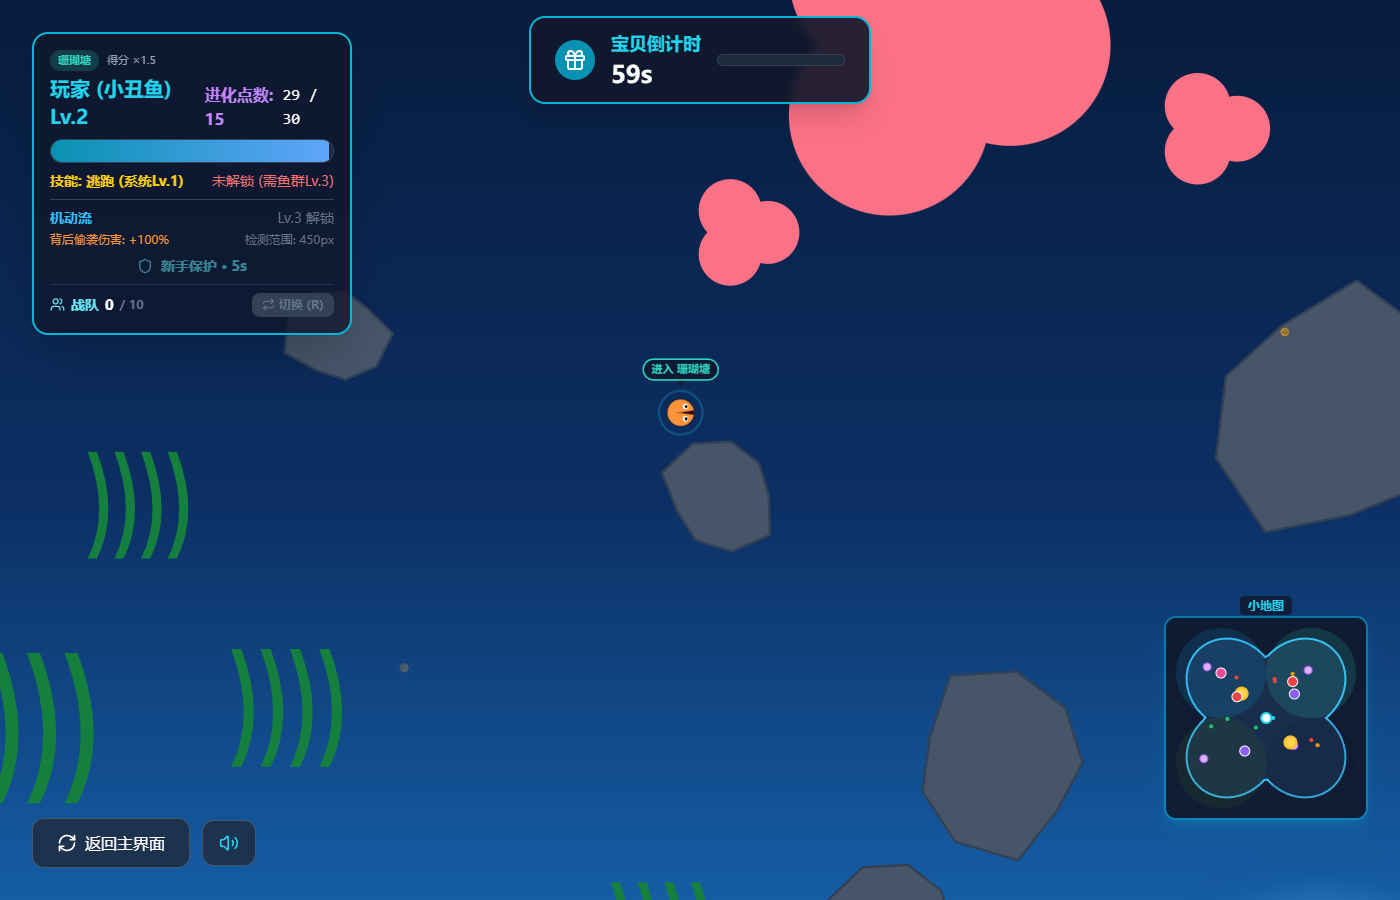 珊瑚塘 得分 ×1.5
玩家 (小丑鱼) Lv.2
进化点数: 15
29 / 30
技能: 逃跑 (系统Lv.1) 未解锁 (需鱼群Lv.3)
机动流 Lv.3 解锁
背后偷袭伤害: +100% 检测范围: 450px
新手保护 • 5s
战队 0 / 10 切换 (R)
宝贝倒计时
59s
进入 珊瑚塘
小地图
返回主界面